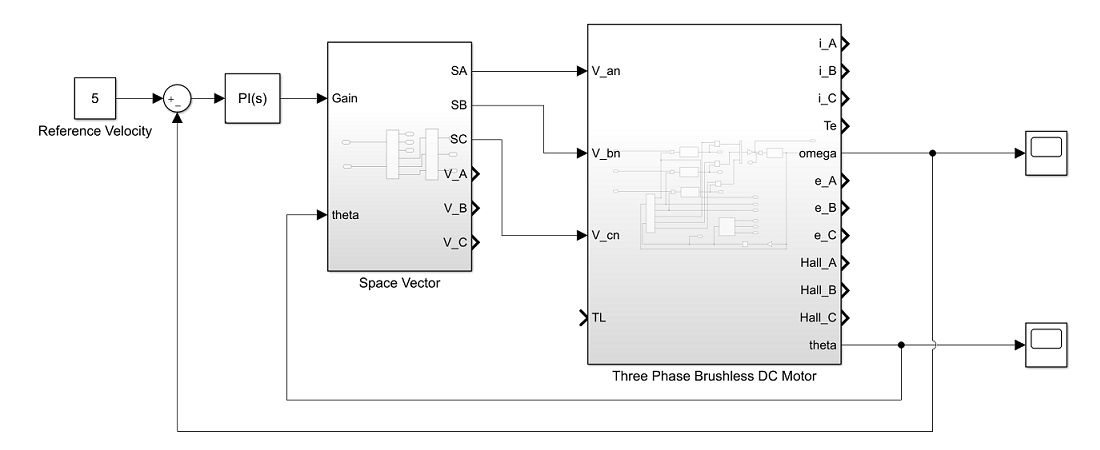 5
Reference Velocity
+
_
PI(s)
Gain
theta
SA
SB
SC
V_A
V_B
V_C
Space Vector
V_an
V_bn
V_cn
TL
i_A
i_B
i_C
Te
omega
e_A
e_B
e_C
Hall_A
Hall_B
Hall_C
theta
Three Phase Brushless DC Motor